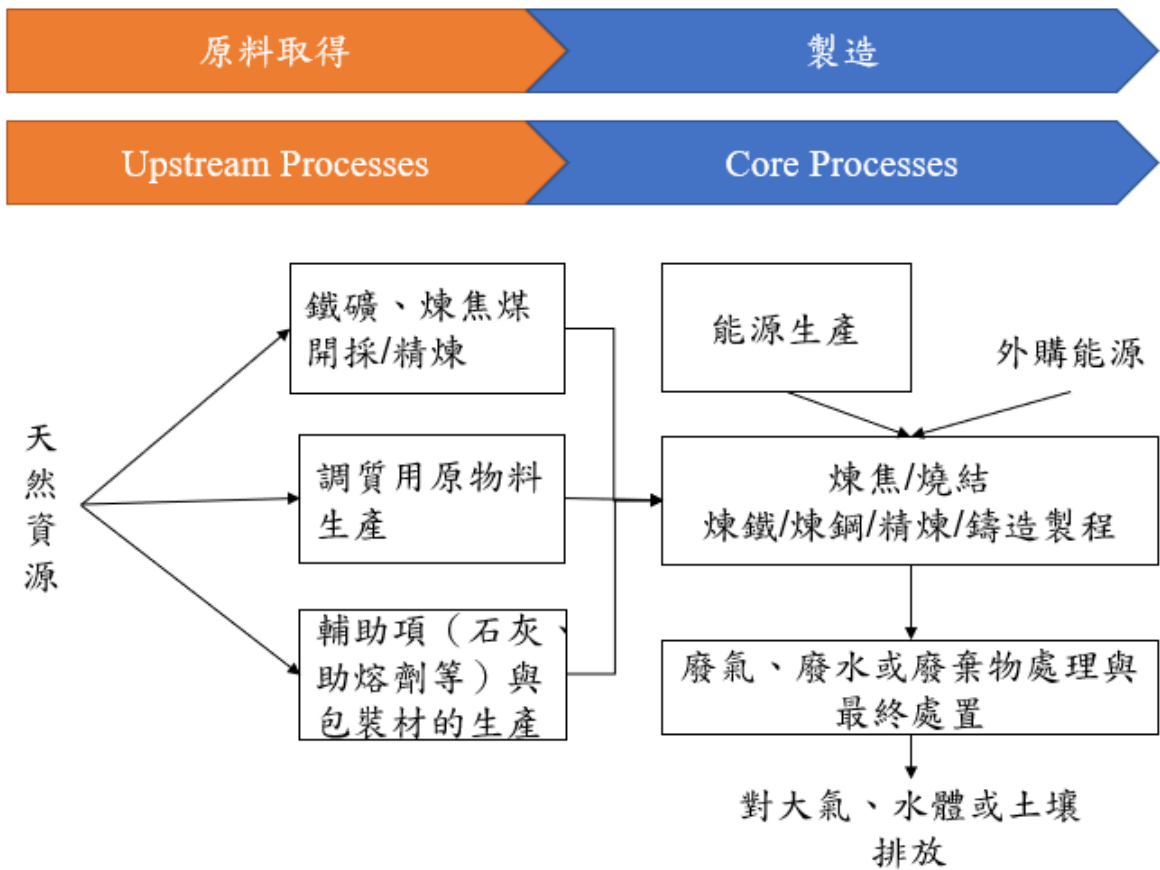 原料取得
製造
Upstream Processes
Core Processes
天
然
資
源
鐵礦、煉焦煤
開採/精煉
調質用原物料
生產
輔助項（石灰、
助熔劑等）與
包裝材的生產
能源生產
外購能源
煉焦/燒結
煉鐵/煉鋼/精煉/鑄造製程
廢氣、廢水或廢棄物處理與
最終處置
對大氣、水體或土壤
排放